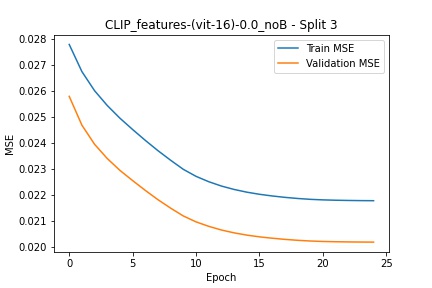 CLIP_features-(vit-16)-0.0_noB - Split 3
Train MSE
Validation MSE
0.028
0.027
0.026
0.025
0.024
0.023
0.022
0.021
0.020
MSE
0 5 10 15 20 25
Epoch